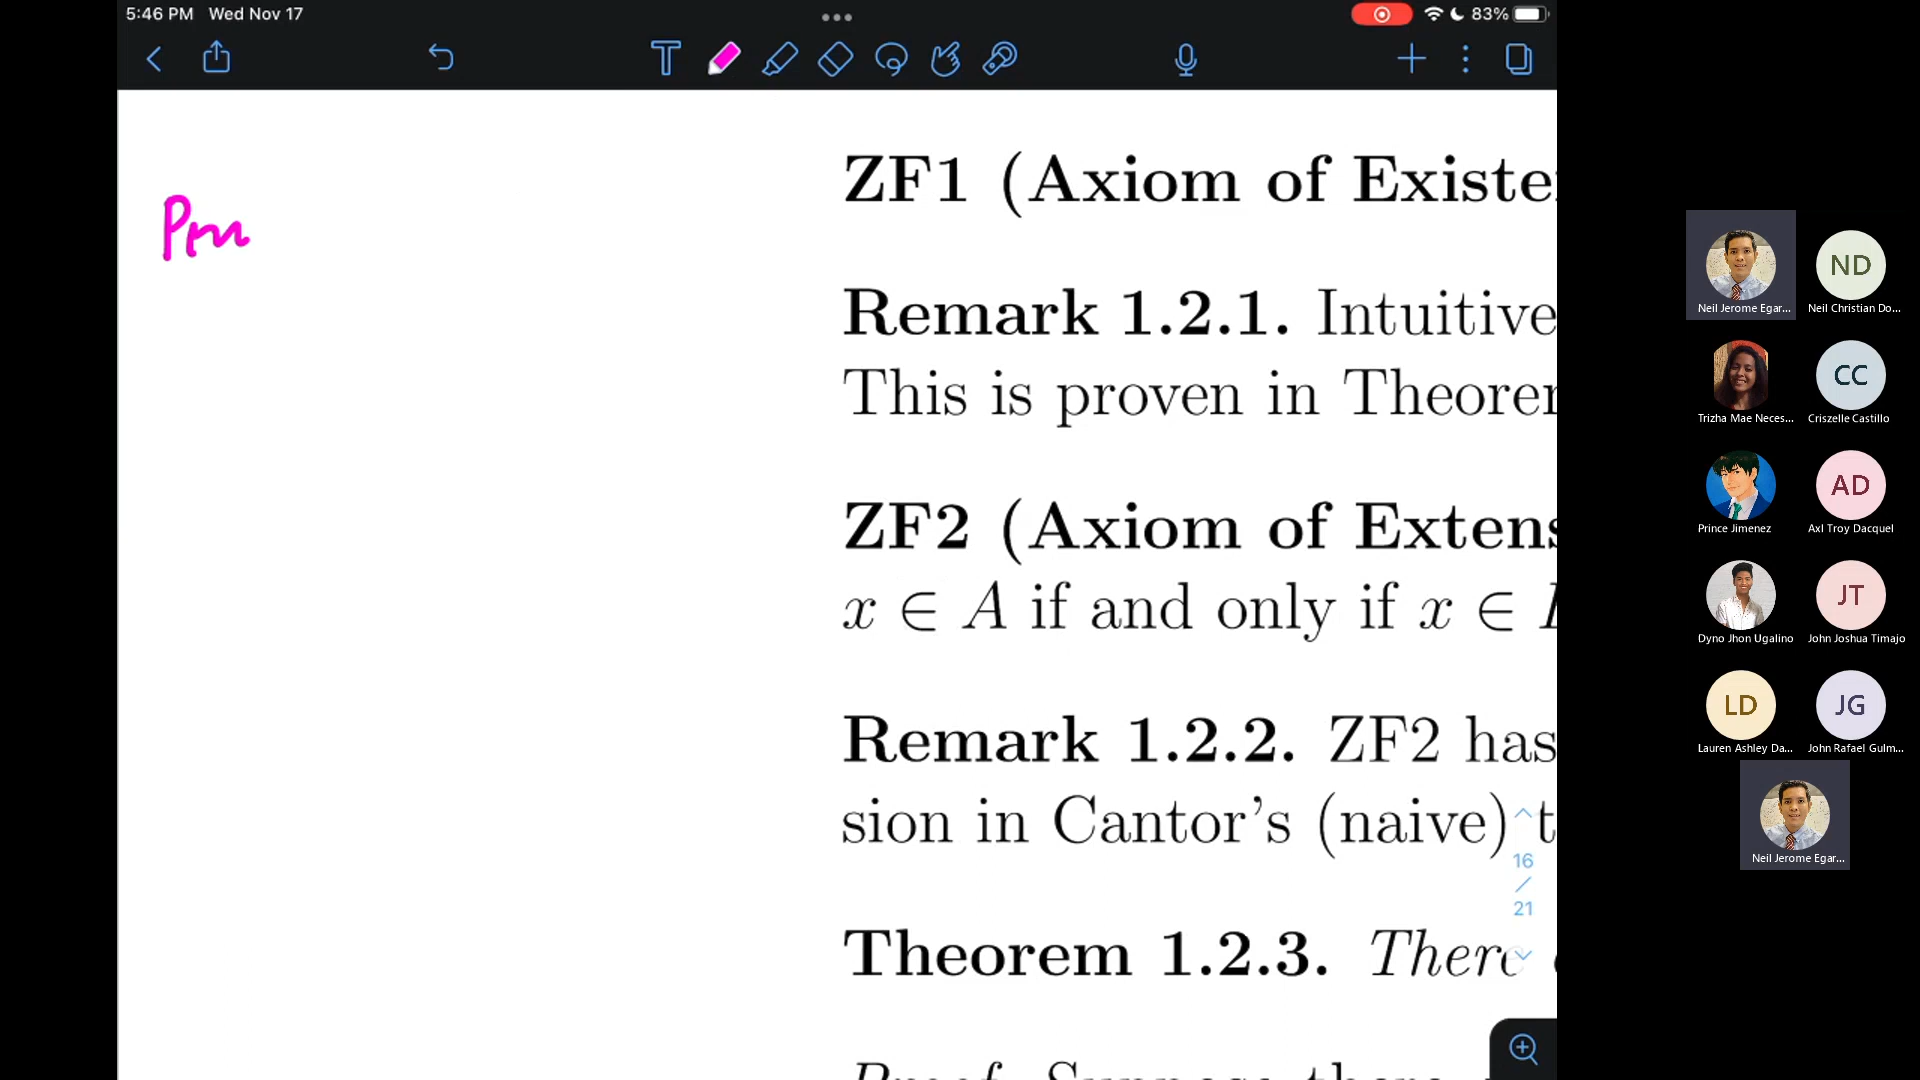 5:46 PM Wed Nov 17
83%
ZF1 (Axiom of Existe
Remark 1.2.1. Intuitive
This is proven in Theorem
ZF2 (Axiom of Extens
x ∈ A if and only if x ∈
Remark 1.2.2. ZF2 has
sion in Cantor's (naive) t
16
/
21
Theorem 1.2.3. There
Proof. Suppose there
Neil Jerome Egar...
ND
Neil Christian Do...
Trizha Mae Neces...
CC
Criszelle Castillo
Prince Jimenez
AD
Axl Troy Dacquel
Dyno Jhon Ugalino
JT
John Joshua Timajo
LD
Lauren Ashley Da...
JG
John Rafael Gulm...
Neil Jerome Egar...